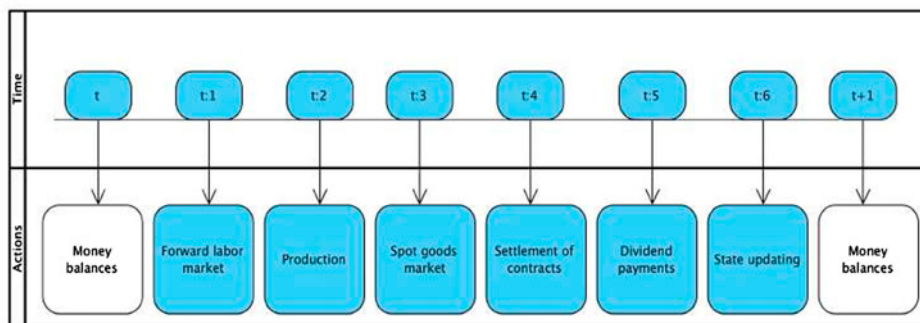 Time
t
t:1
t:2
t:3
t:4
t:5
t:6
t+1
Actions
Money
balances
Forward labor
market
Production
Spot goods
market
Settlement of
contracts
Dividend
payments
State updating
Money
balances